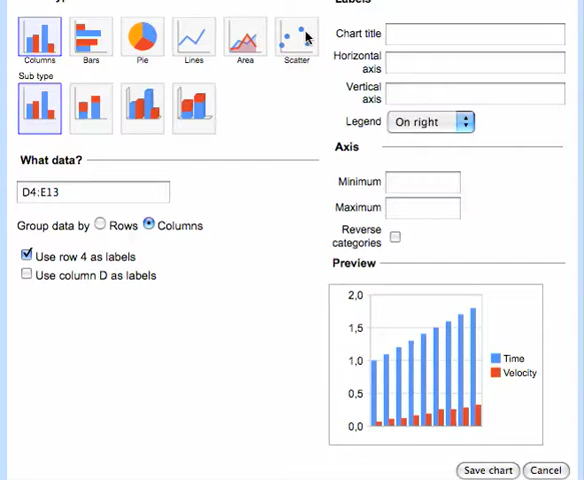 Labels
Columns Bars Pie Lines Area Scatter
Sub type
What data?
D4:E13
Group data by Rows Columns
Use row 4 as labels
Use column D as labels
Chart title
Horizontal
axis
Vertical
axis
Legend On right
Axis
Minimum
Maximum
Reverse
categories
Preview
2,0
1,5
1,0
0,5
0,0
Time
Velocity
Save chart Cancel